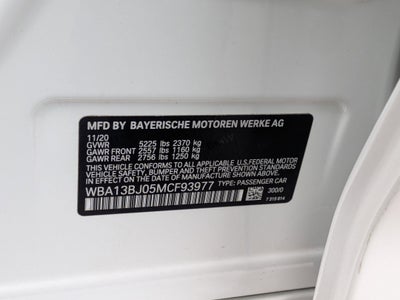 MFD BY BAYERISCHE MOTOREN WERKE AG
11/20
GVWR 5225 lbs 2370 kg
GAWR FRONT 2557 lbs 1160 kg
GAWR REAR 2756 lbs 1250 kg
THIS VEHICLE CONFORMS TO ALL APPLICABLE U.S.FEDERAL MOTOR
VEHICLE SAFETY, BUMPER, AND THEFT PREVENTION STANDARDS
IN EFFECT ON THE DATE OF MANUFACTURE SHOWN ABOVE.
WBA13BJ05MCF93977 TYPE: PASSENGER CAR
300/0